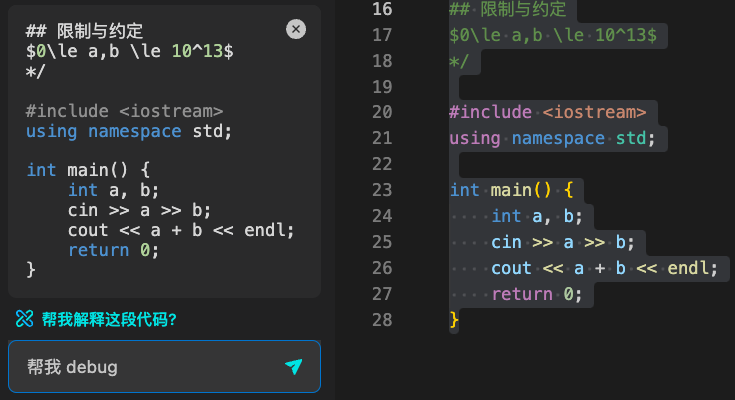 ## 限制与约定
$0\le a,b \le 10^13$
*/
#include <iostream>
using namespace std;
int main() {
    int a, b;
    cin >> a >> b;
    cout << a + b << endl;
    return 0;
}
帮我解释这段代码?
帮我 debug
16 ## 限制与约定
17 $0\le a,b \le 10^13$
18 */
19
20 #include <iostream>
21 using namespace std;
22
23 int main() {
24     int a, b;
25     cin >> a >> b;
26     cout << a + b << endl;
27     return 0;
28 }